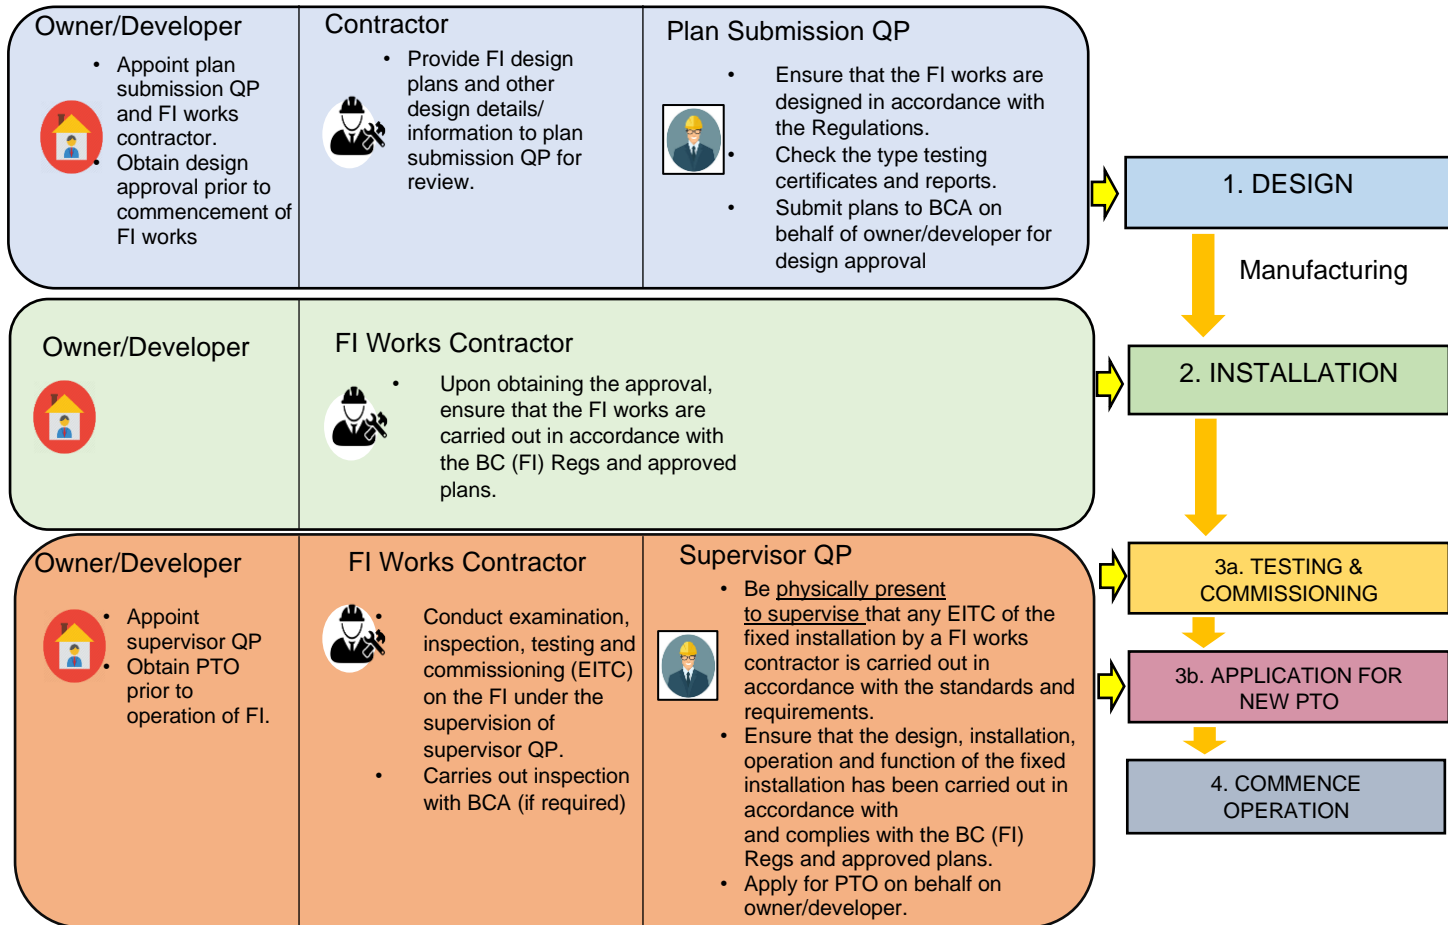 Owner/Developer
• Appoint plan
submission QP
and FI works
contractor.
• Obtain design
approval prior to
commencement of
FI works
Contractor
• Provide FI design
plans and other
design details/
information to plan
submission QP for
review.
Plan Submission QP
• Ensure that the FI works are
designed in accordance with
the Regulations.
• Check the type testing
certificates and reports.
• Submit plans to BCA on
behalf of owner/developer for
design approval
1. DESIGN
Manufacturing
Owner/Developer
FI Works Contractor
• Upon obtaining the approval,
ensure that the FI works are
carried out in accordance with
the BC (FI) Regs and approved
plans.
2. INSTALLATION
Owner/Developer
• Appoint
supervisor QP
• Obtain PTO
prior to
operation of FI.
FI Works Contractor
• Conduct examination,
inspection, testing and
commissioning (EITC)
on the FI under the
supervision of
supervisor QP.
• Carries out inspection
with BCA (if required)
Supervisor QP
• Be physically present
to supervise that any EITC of the
fixed installation by a FI works
contractor is carried out in
accordance with the standards and
requirements.
• Ensure that the design, installation,
operation and function of the fixed
installation has been carried out in
accordance with
and complies with the BC (FI)
Regs and approved plans.
• Apply for PTO on behalf on
owner/developer.
3a. TESTING &
COMMISSIONING
3b. APPLICATION FOR
NEW PTO
4. COMMENCE
OPERATION